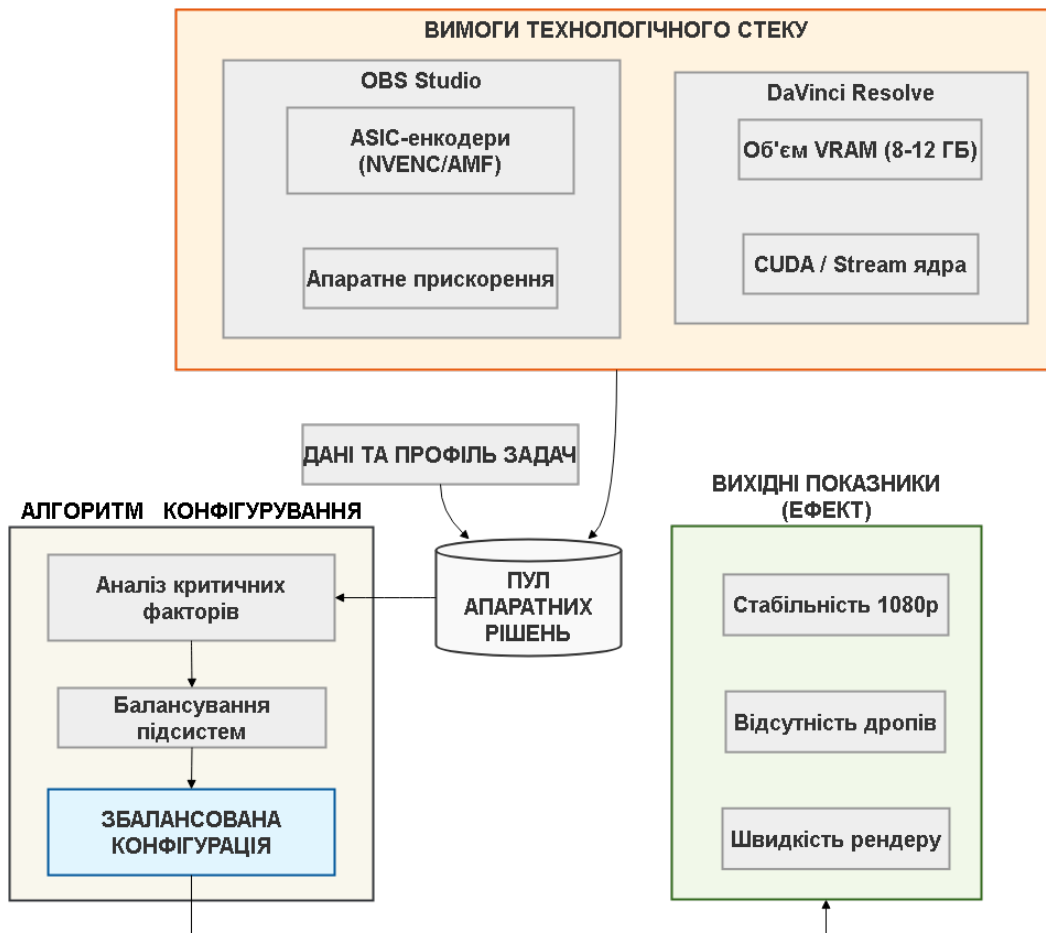 ВИМОГИ ТЕХНОЛОГІЧНОГО СТЕКУ
OBS Studio
ASIC-енкодери
(NVENC/AMF)
Апаратне прискорення
DaVinci Resolve
Об'єм VRAM (8-12 ГБ)
CUDA / Stream ядра
ДАНІ ТА ПРОФІЛЬ ЗАДАЧ
ПУЛ
АПАРАТНИХ
РІШЕНЬ
АЛГОРИТМ КОНФІГУРУВАННЯ
Аналіз критичних
факторів
Балансування
підсистем
ЗБАЛАНСОВАНА
КОНФІГУРАЦІЯ
ВИХІДНІ ПОКАЗНИКИ
(ЕФЕКТ)
Стабільність 1080p
Відсутність дропів
Швидкість рендеру